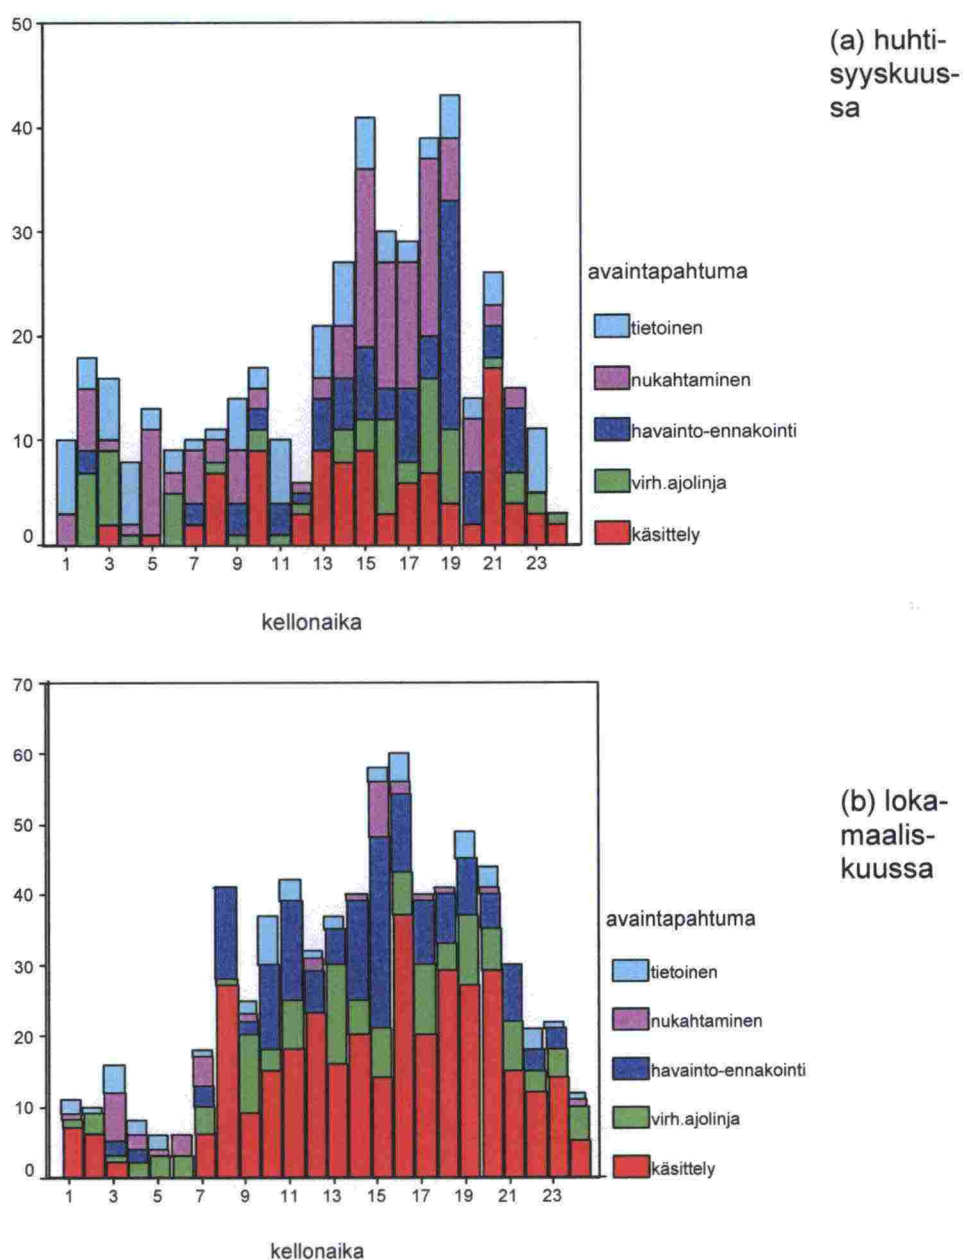 50
40
30
20
10
0
1 3 5 7 9 11 13 15 17 19 21 23
kellonaika
(a) huhti-
syyskuus-
sa
avaintapahtuma
tietoinen
nukahtaminen
havainto-ennakointi
virh.ajolinja
käsittely
70
60
50
40
30
20
10
0
1 3 5 7 9 11 13 15 17 19 21 23
kellonaika
(b) loka-
maalis-
kuussa
avaintapahtuma
tietoinen
nukahtaminen
havainto-ennakointi
virh.ajolinja
käsittely